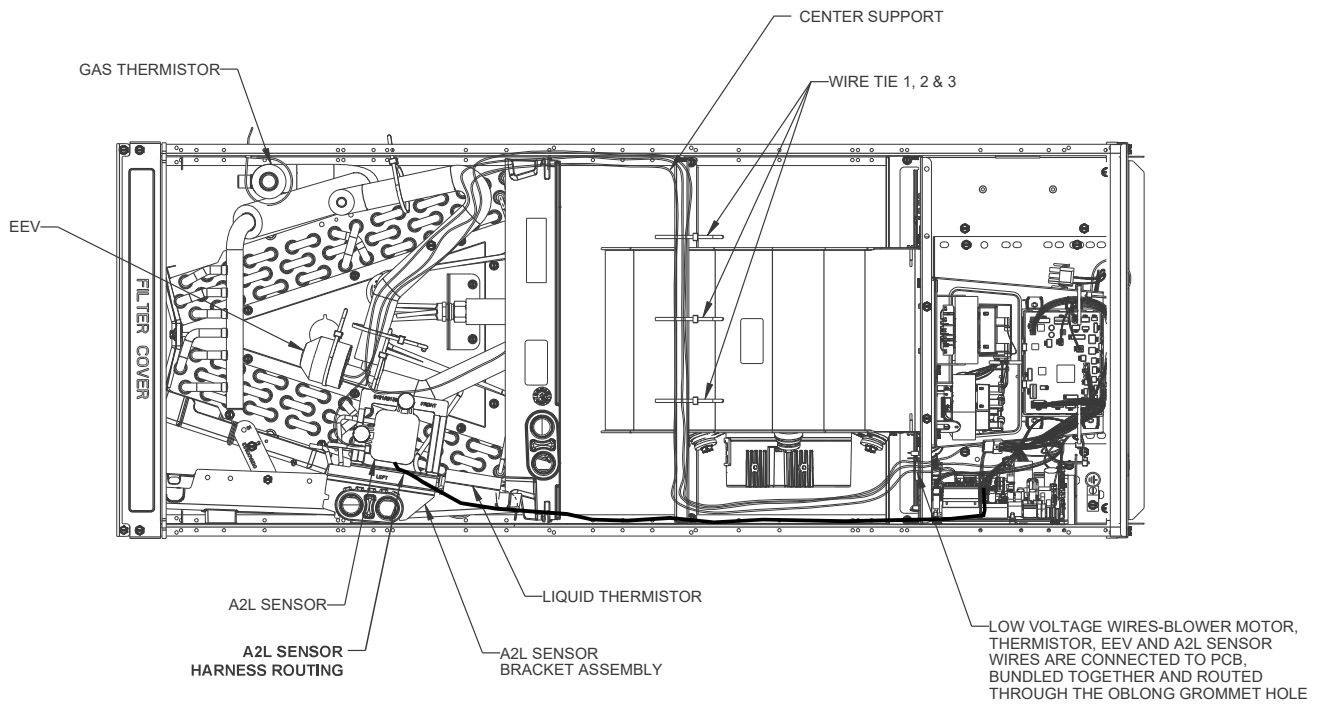 CENTER SUPPORT
GAS THERMISTOR
WIRE TIE 1, 2 & 3
EEV
FILTER COVER
FRONT
LEFT
A2L SENSOR
LIQUID THERMISTOR
A2L SENSOR
HARNESS ROUTING
A2L SENSOR
BRACKET ASSEMBLY
LOW VOLTAGE WIRES-BLOWER MOTOR,
THERMISTOR, EEV AND A2L SENSOR
WIRES ARE CONNECTED TO PCB,
BUNDLED TOGETHER AND ROUTED
THROUGH THE OBLONG GROMMET HOLE